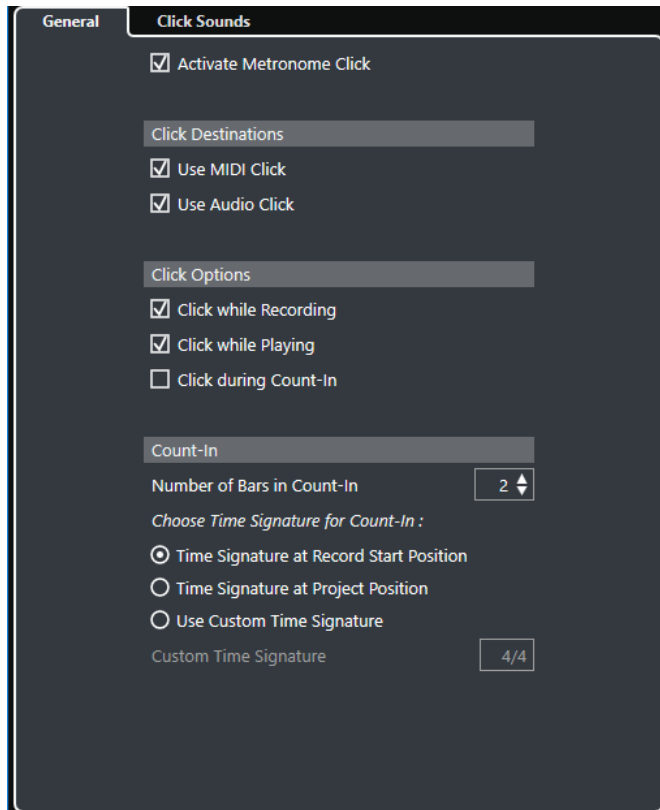 General
Click Sounds
Activate Metronome Click
Click Destinations
Use MIDI Click
Use Audio Click
Click Options
Click while Recording
Click while Playing
Click during Count-In
Count-In
Number of Bars in Count-In 2
Choose Time Signature for Count-In :
Time Signature at Record Start Position
Time Signature at Project Position
Use Custom Time Signature
Custom Time Signature 4/4